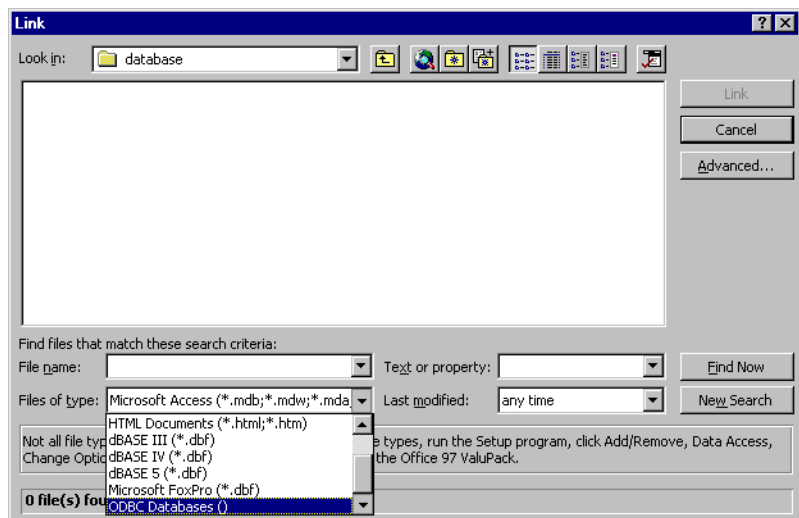 Link
Look in:
database
Link
Cancel
Advanced...
Find files that match these search criteria:
File name:
Text or property:
Find Now
Files of type:
Microsoft Access (*.mdb;*.mdw;*.mda
Last modified:
any time
New Search
HTML Documents (*.html;*.htm)
dBASE III (*.dbf)
dBASE IV (*.dbf)
dBASE 5 (*.dbf)
Microsoft FoxPro (*.dbf)
ODBC Databases ()
Not all file typ
e types, run the Setup program, click Add/Remove, Data Access,
Change Optio
the Office 97 ValuPack.
0 file(s) fou